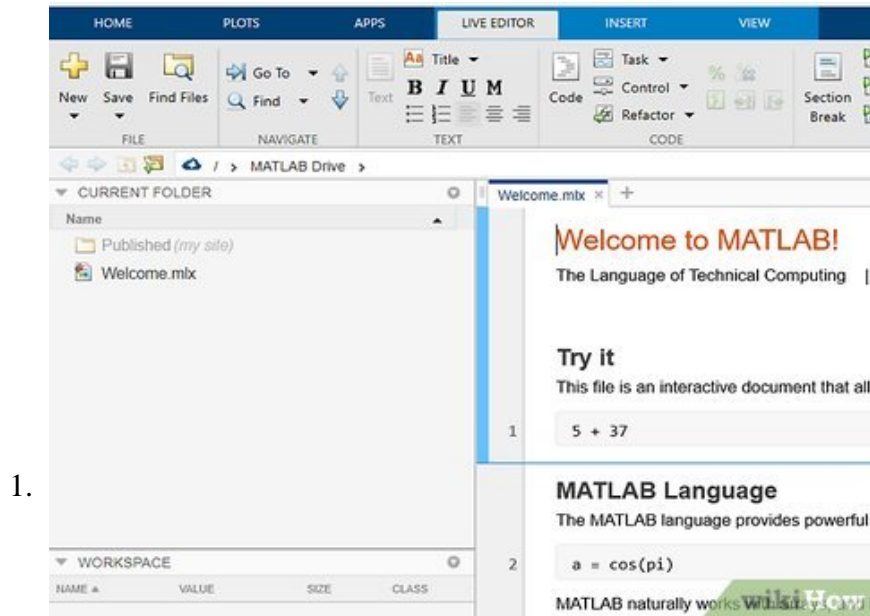 HOME PLOTS APPS LIVE EDITOR INSERT VIEW
New Save Find Files
Go To
Find
Text
Aa Title
B I U M
Code
Task
Control
Refactor
Section Break
FILE NAVIGATE TEXT CODE
/ > MATLAB Drive >
CURRENT FOLDER
Name
Published (my site)
Welcome.mlx
Welcome.mlx × +
Welcome to MATLAB!
The Language of Technical Computing |
Try it
This file is an interactive document that all
1 5 + 37
1.
MATLAB Language
The MATLAB language provides powerful
2 a = cos(pi)
MATLAB naturally works
WORKSPACE
NAME VALUE SIZE CLASS
wikiHow